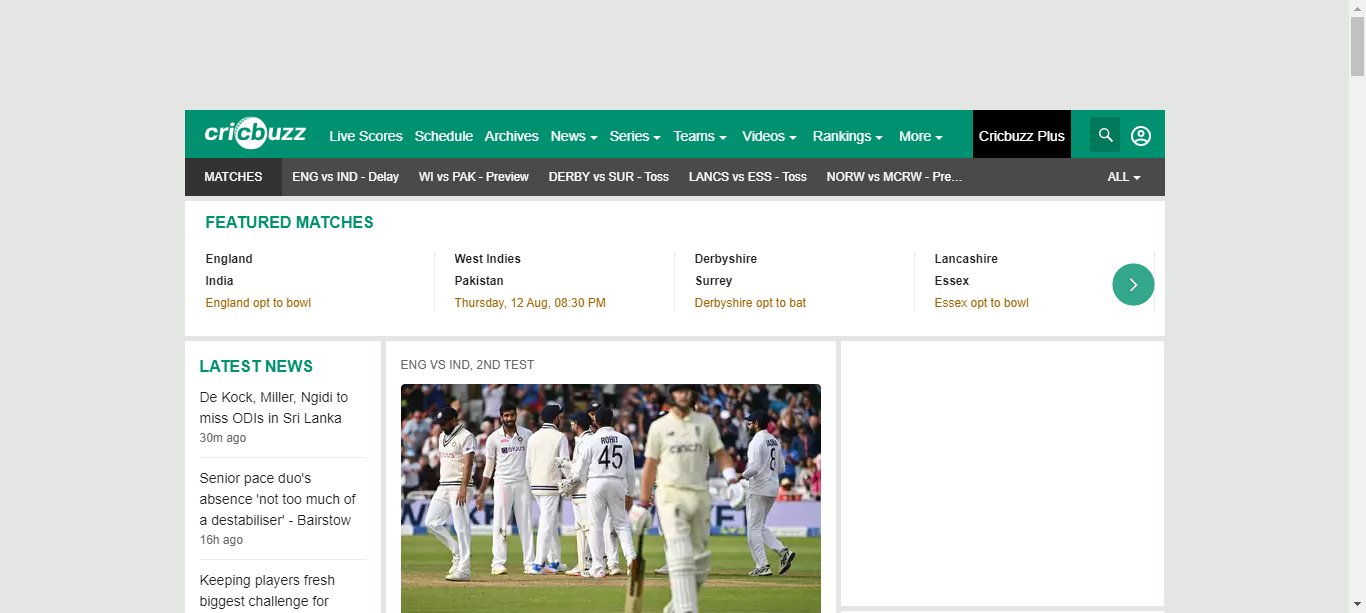 cricbuzz Live Scores Schedule Archives News Series Teams Videos Rankings More Cricbuzz Plus
MATCHES ENG vs IND - Delay WI vs PAK - Preview DERBY vs SUR - Toss LANCS vs ESS - Toss NORW vs MCRW - Pre... ALL
FEATURED MATCHES
England
India
England opt to bowl
West Indies
Pakistan
Thursday, 12 Aug, 08:30 PM
Derbyshire
Surrey
Derbyshire opt to bat
Lancashire
Essex
Essex opt to bowl
LATEST NEWS
De Kock, Miller, Ngidi to
miss ODIs in Sri Lanka
30m ago
Senior pace duo's
absence 'not too much of
a destabiliser' - Bairstow
16h ago
Keeping players fresh
biggest challenge for
ENG VS IND, 2ND TEST
ROHIT
45
BYJU'S
cinch
8